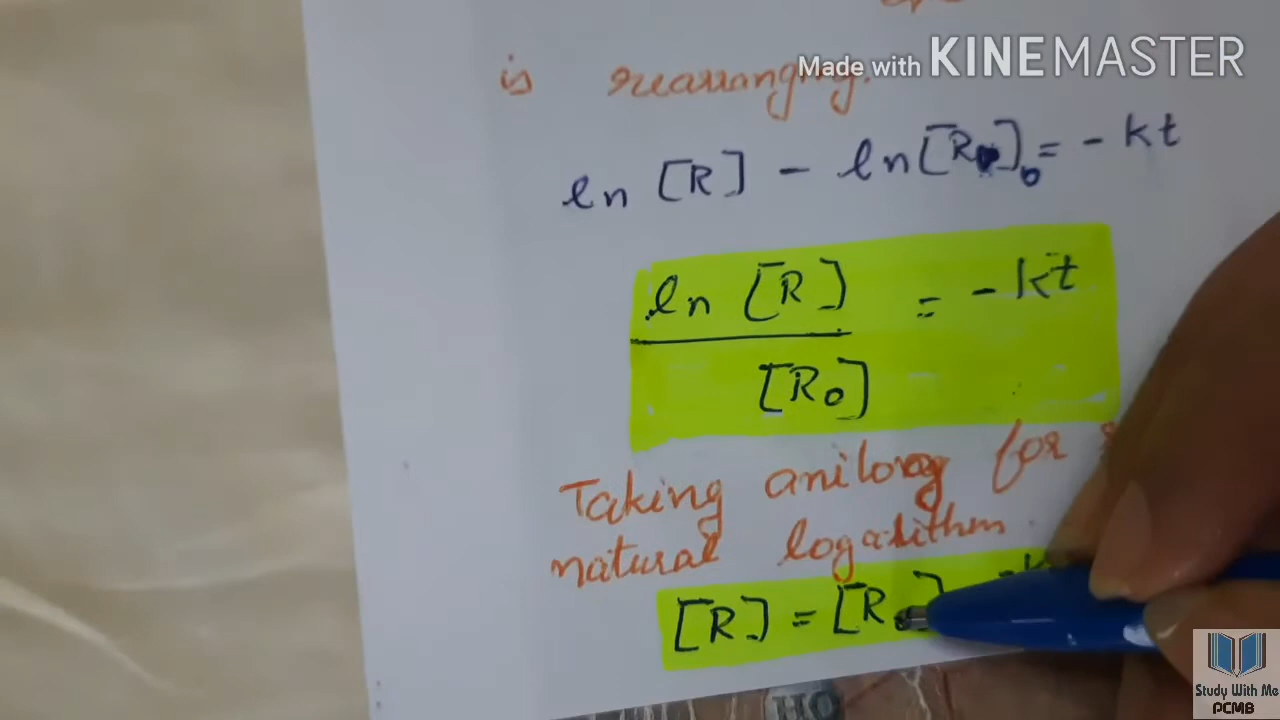 Made with KINEMASTER
is rearranging.
ln [R] - ln[R]₀ = - kt
ln [R] = - kt
[R₀]
Taking anilog for
natural logarithm.
[R] = [R₀]
Study With Me
PCMB